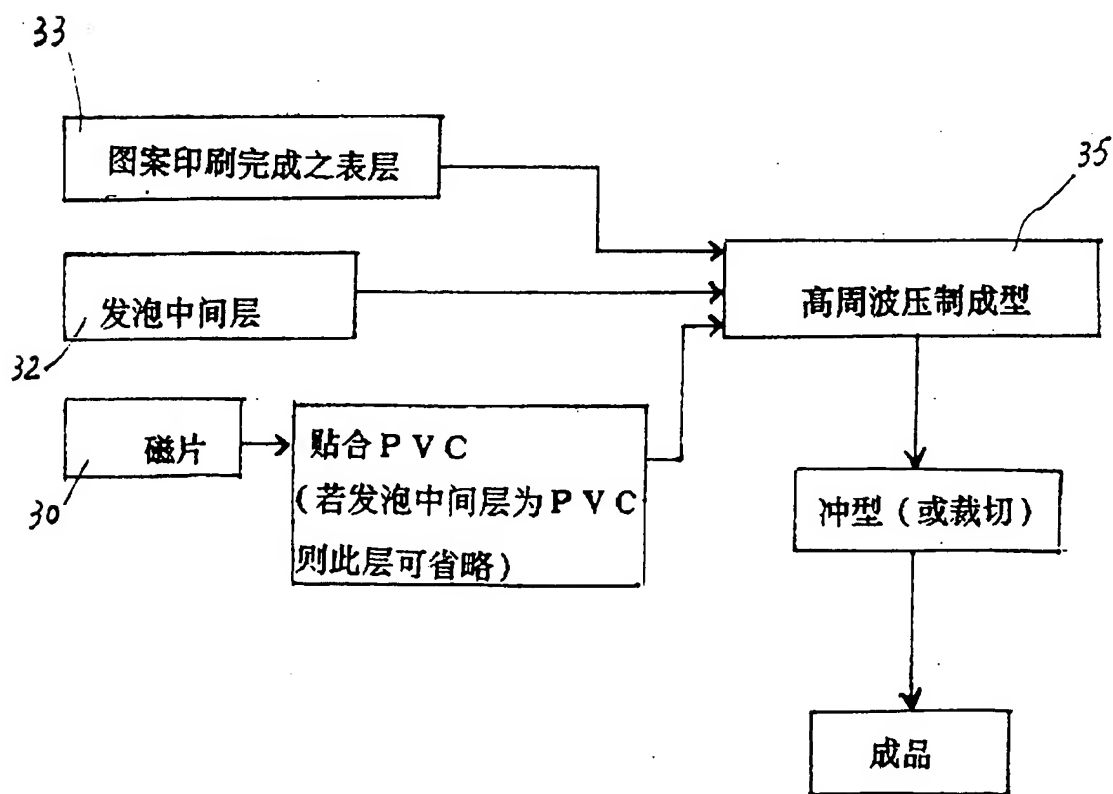 33
图案印刷完成之表层
35
发泡中间层
32
高周波压制成型
磁片
30
贴合PVC
(若发泡中间层为PVC
则此层可省略)
冲型(或裁切)
成品